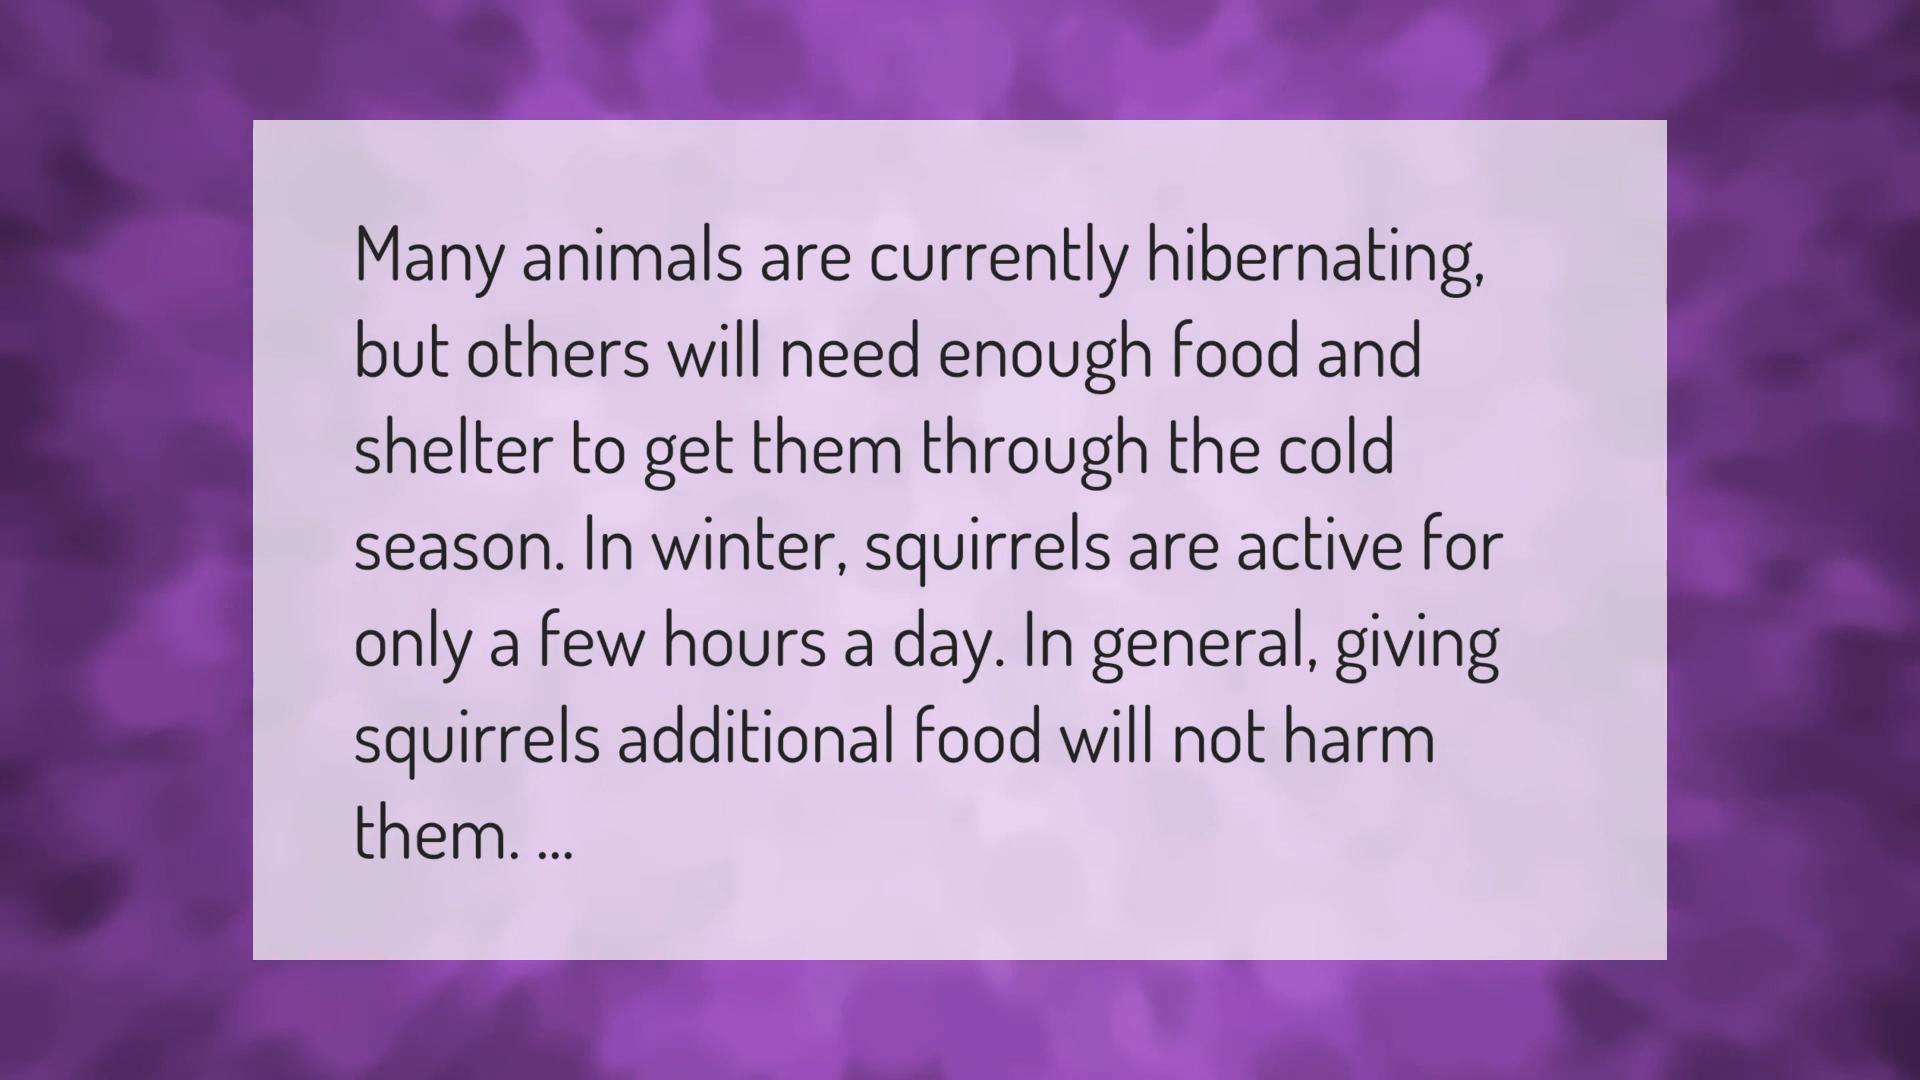 Many animals are currently hibernating,
but others will need enough food and
shelter to get them through the cold
season. In winter, squirrels are active for
only a few hours a day. In general, giving
squirrels additional food will not harm
them. ...